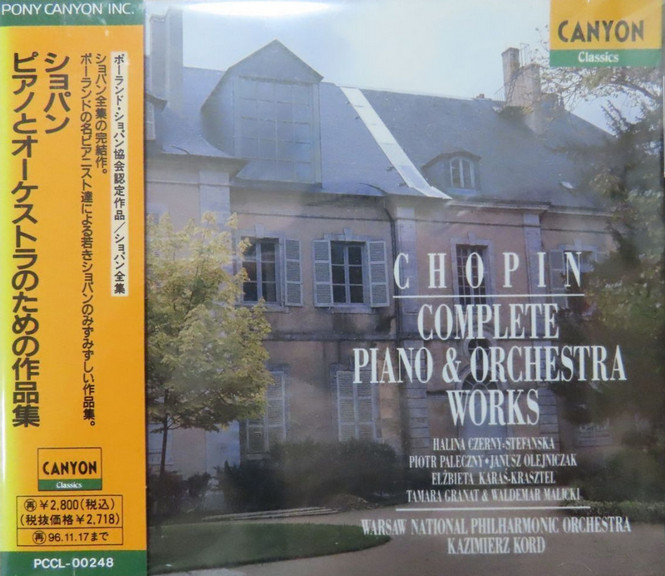 PONY CANYON INC.
ショパン
ピアノとオーケストラのための作品集
ポーランド・ショパン協会認定作品/ショパン全集
ショパン全集の完結作。
ポーランドの名ピアニスト達による若きショパンのみずみずしい作品集。
CANYON
Classics
再¥2,800(税込)
(税抜価格¥2,718)
再96.11.17まで
PCCL-00248
CANYON
Classics
CHOPIN
COMPLETE
PIANO & ORCHESTRA
WORKS
HALINA CZERNY-STEFANSKA
PIOTR PALECZNY • JANUSZ OLEJNICZAK
ELŻBIETA KARAŚ-KRASZTEL
TAMARA GRANAT & WALDEMAR MALICKI
WARSAW NATIONAL PHILHARMONIC ORCHESTRA
KAZIMIERZ KORD